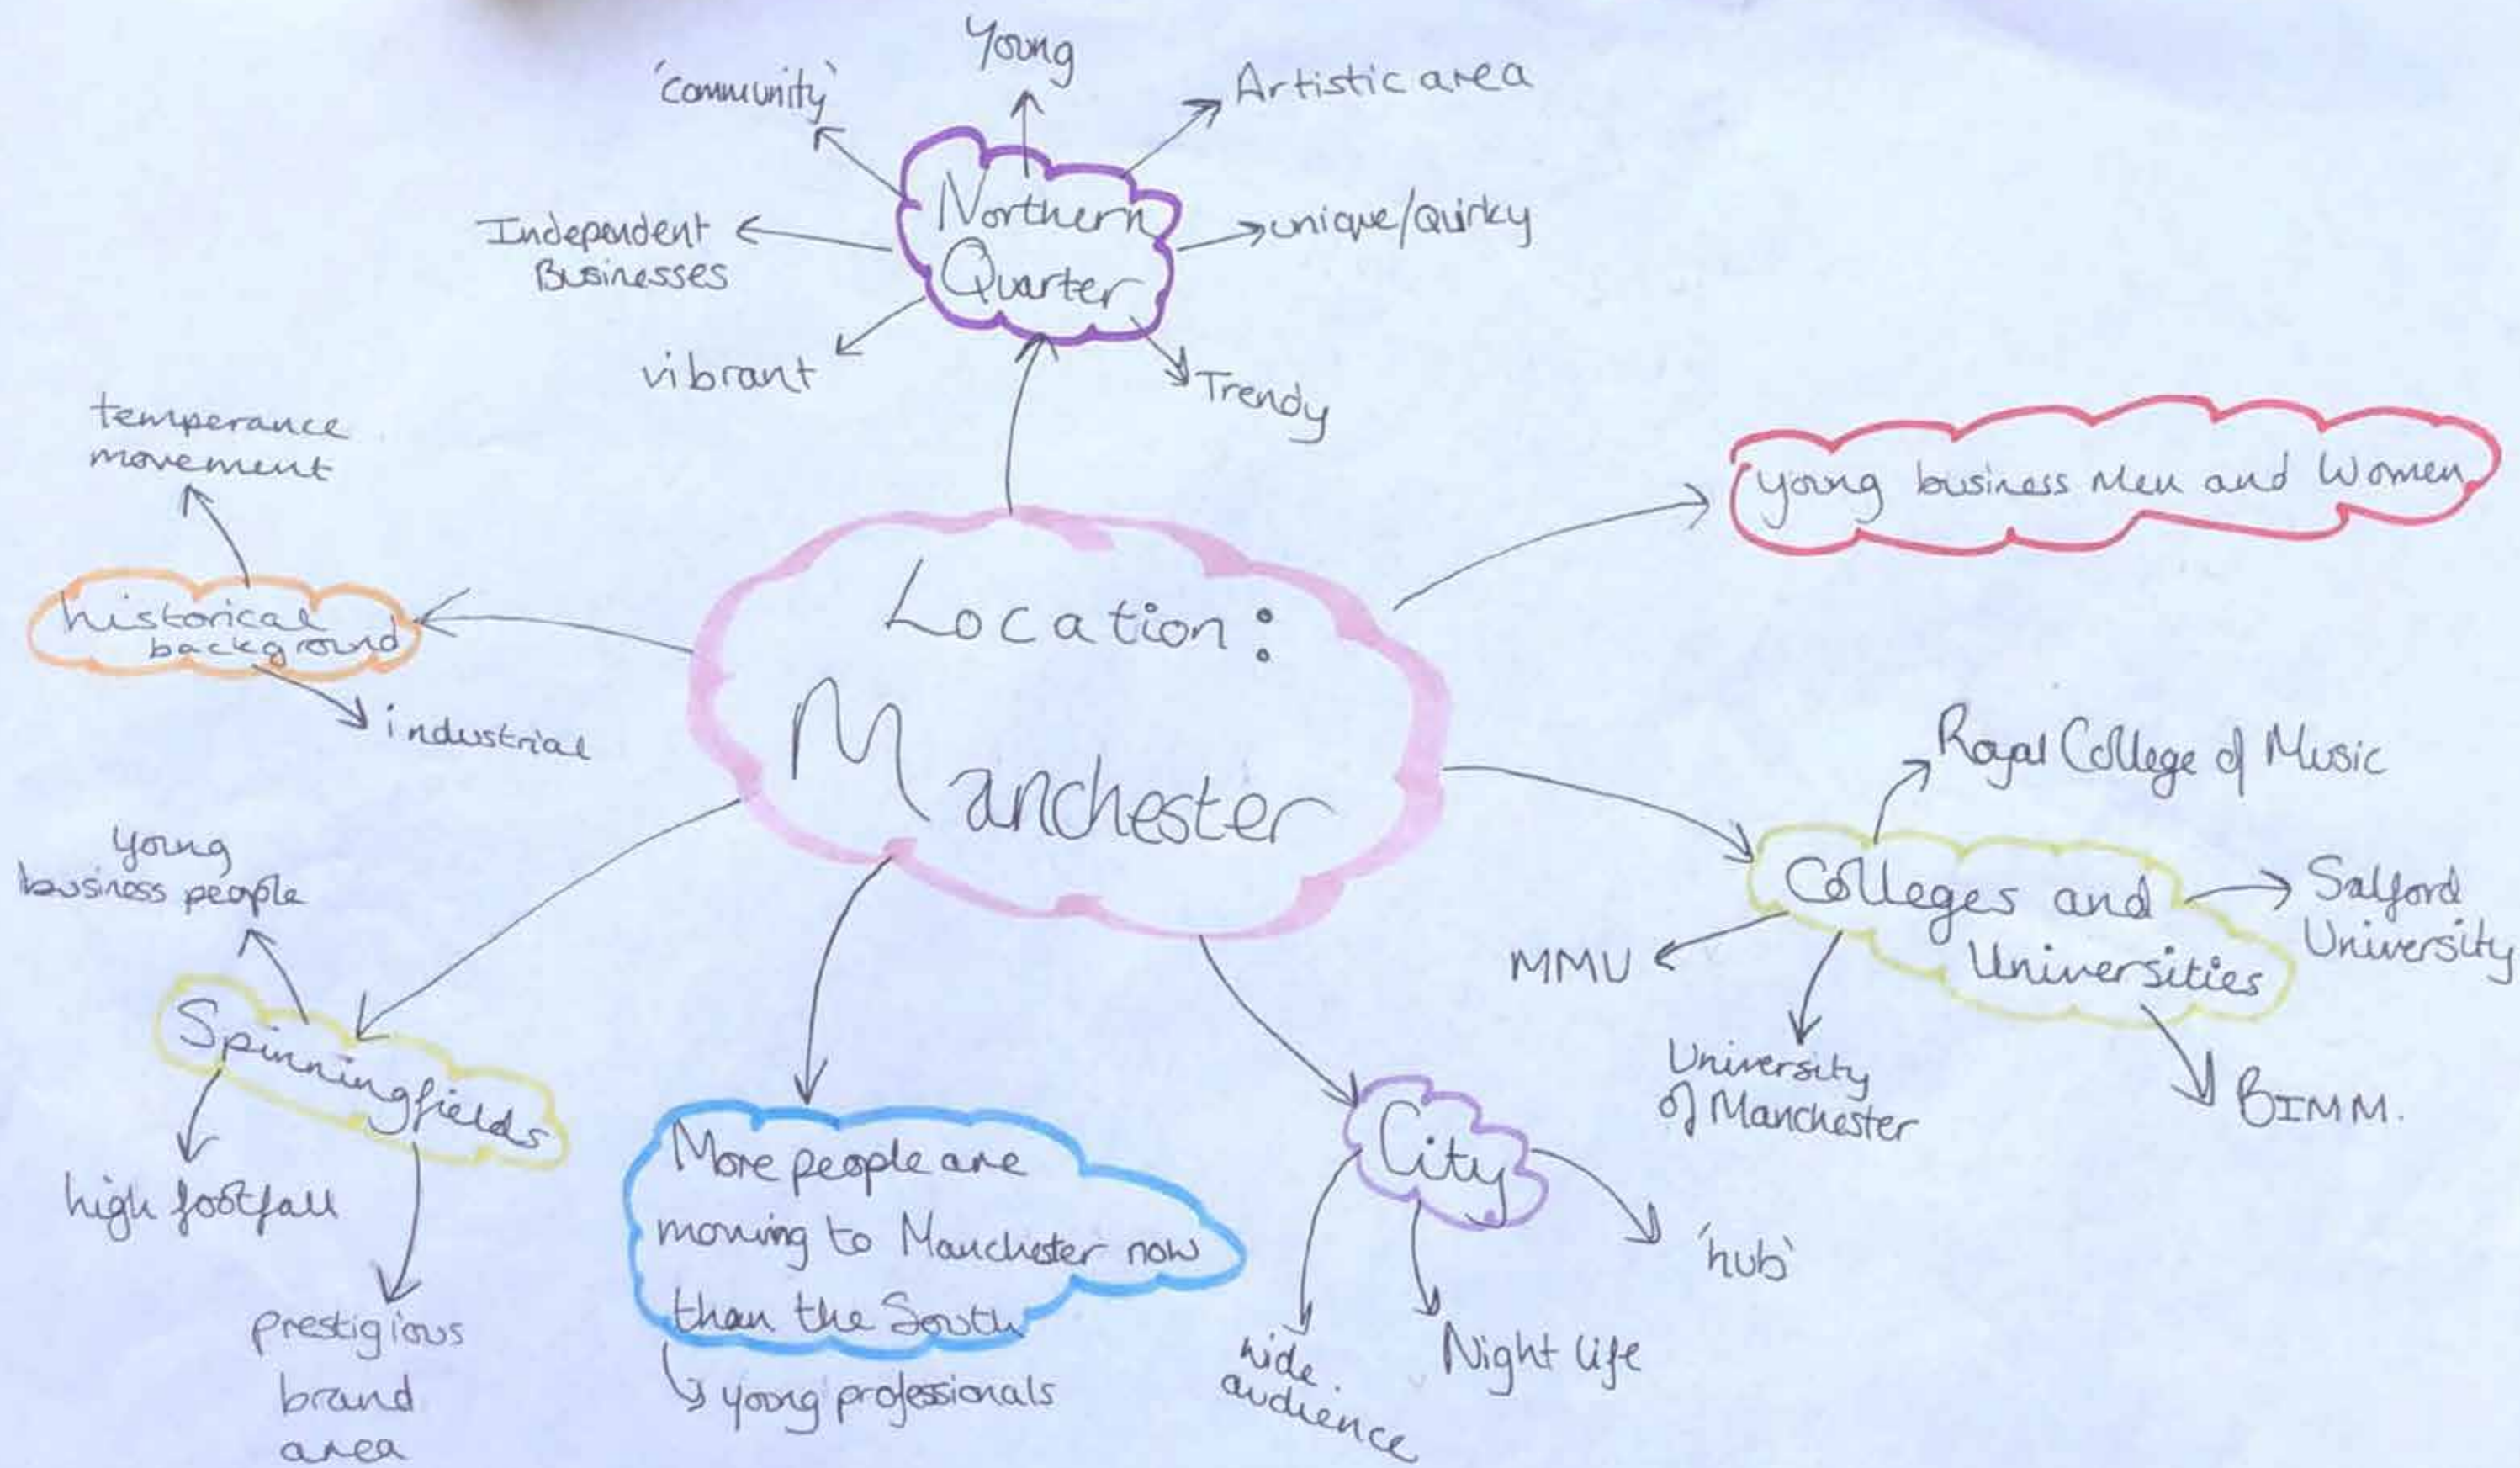 Young
'community'
Artistic area
Northern
Quarter
Independent
Businesses
unique/Quirky
vibrant
Trendy
temperance
movement
young business Men and Women
historical
background
industrial
Location:
Manchester
Royal College of Music
Colleges and
Universities
Salford
University
MMU
University
of Manchester
BIMM.
young
business people
Spinningfields
high footfall
prestigious
brand
area
More people are
moving to Manchester now
than the South
young professionals
City
'hub'
Night life
wide
audience